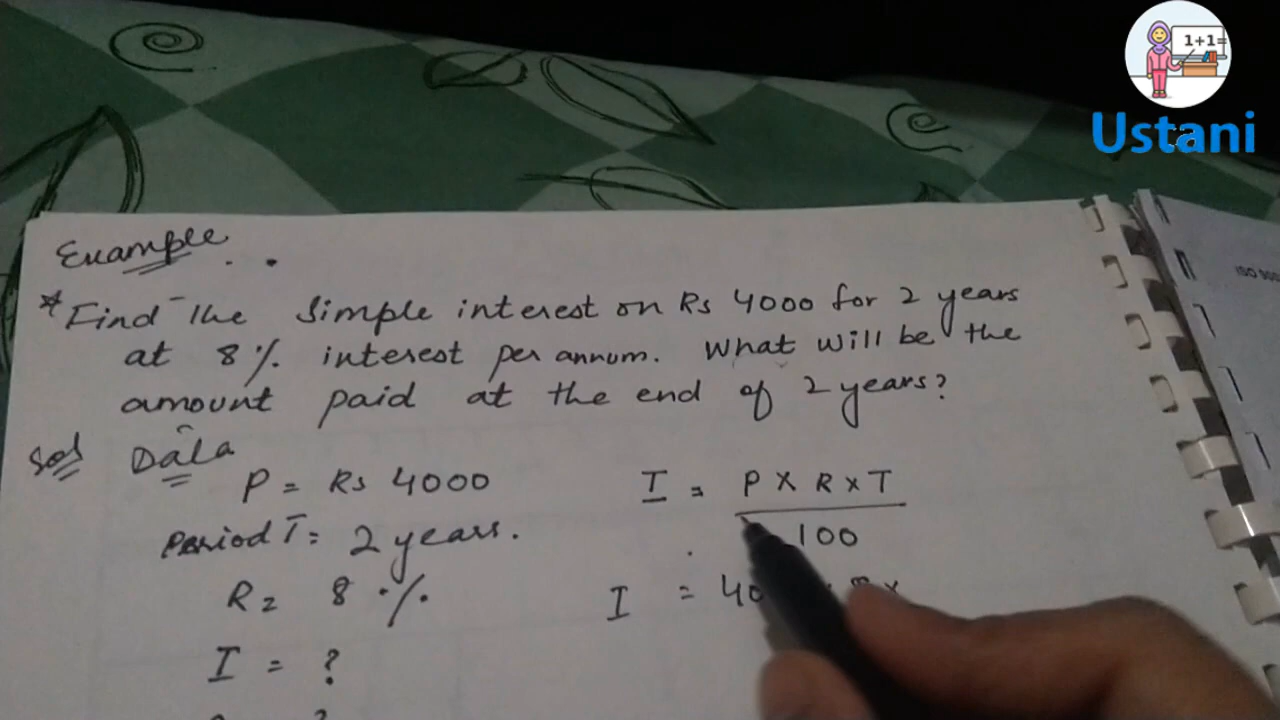 1+1=
Ustani
Example
* Find the Simple interest on Rs 4000 for 2 years
at 8% interest per annum. What will be the
amount paid at the end of 2 years?
Sol Data
P = Rs 4000
I = P X R X T
100
Period T = 2 years.
R = 8 %
I = 40
I = ?
?
ISO